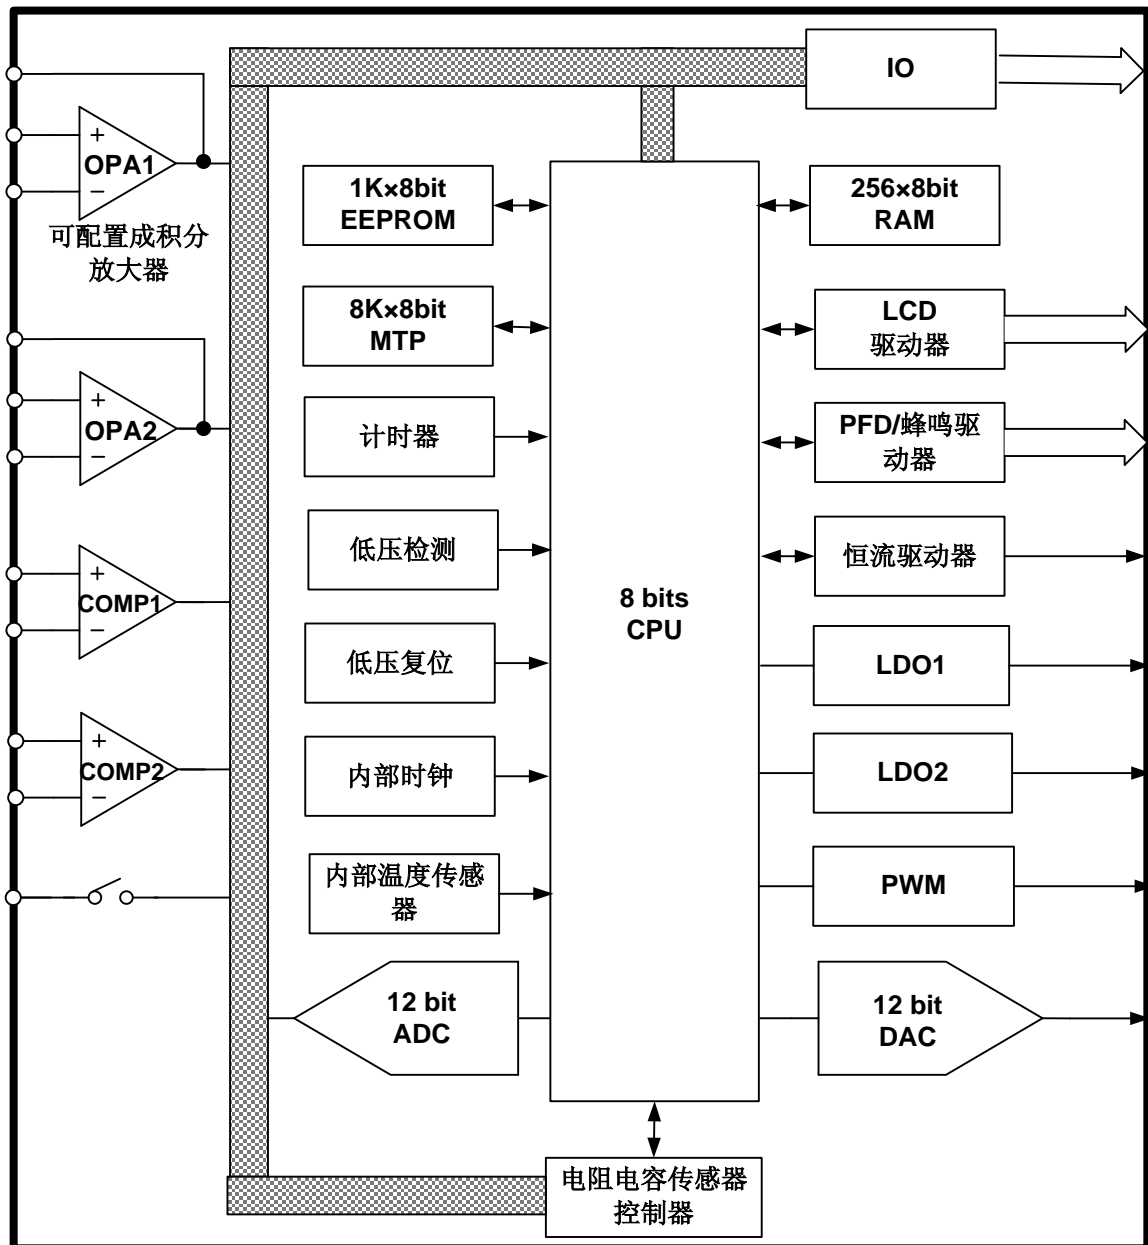 IO
+
OPA1
−
可配置成积分
放大器
1K×8bit
EEPROM
256×8bit
RAM
8K×8bit
MTP
LCD
驱动器
+
OPA2
−
计时器
PFD/蜂鸣驱
动器
低压检测
恒流驱动器
+
COMP1
−
8 bits
CPU
低压复位
LDO1
+
COMP2
−
内部时钟
LDO2
内部温度传感
器
PWM
12 bit
ADC
12 bit
DAC
电阻电容传感器
控制器